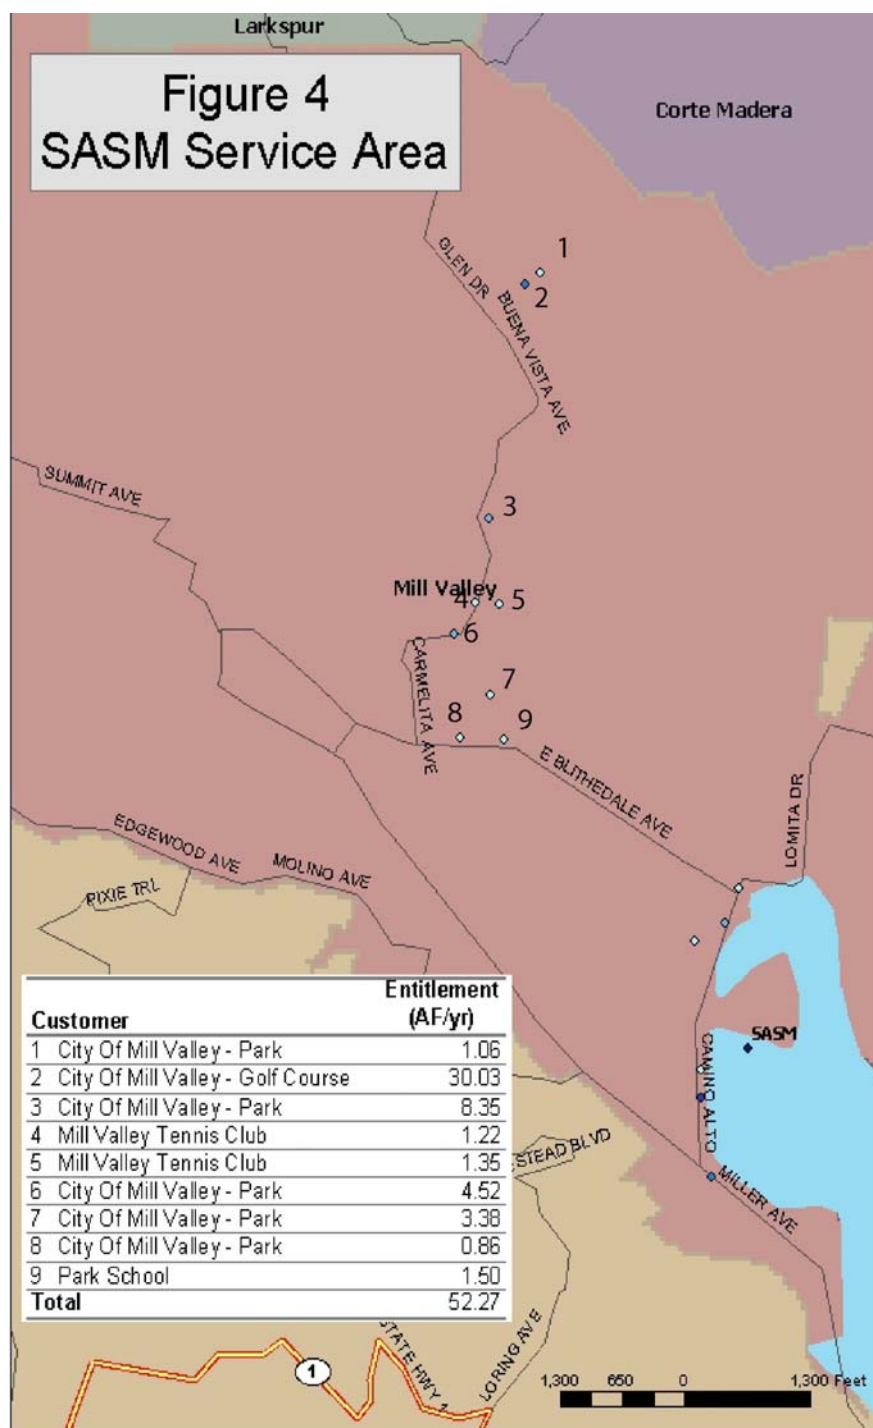 Larkspur
Figure 4
SASM Service Area
Corte Madera
1
GLEN DR
2
BUENA VISTA AVE
SUMMIT AVE
3
Mill Valley
4
5
6
CARMELITA AVE
7
8
9
E BLITHEDALE AVE
LOMITA DR
EDGEWOOD AVE
MOLINO AVE
PIXIE TRL
SASM
CAMINO ALTO
STEAD BLVD
MILLER AVE
Customer Entitlement (AF/yr)
1 City Of Mill Valley - Park 1.06
2 City Of Mill Valley - Golf Course 30.03
3 City Of Mill Valley - Park 8.35
4 Mill Valley Tennis Club 1.22
5 Mill Valley Tennis Club 1.35
6 City Of Mill Valley - Park 4.52
7 City Of Mill Valley - Park 3.38
8 City Of Mill Valley - Park 0.86
9 Park School 1.50
Total 52.27
STATE HWY 1
LORING AVE
1
1,300 650 0 1,300 Feet